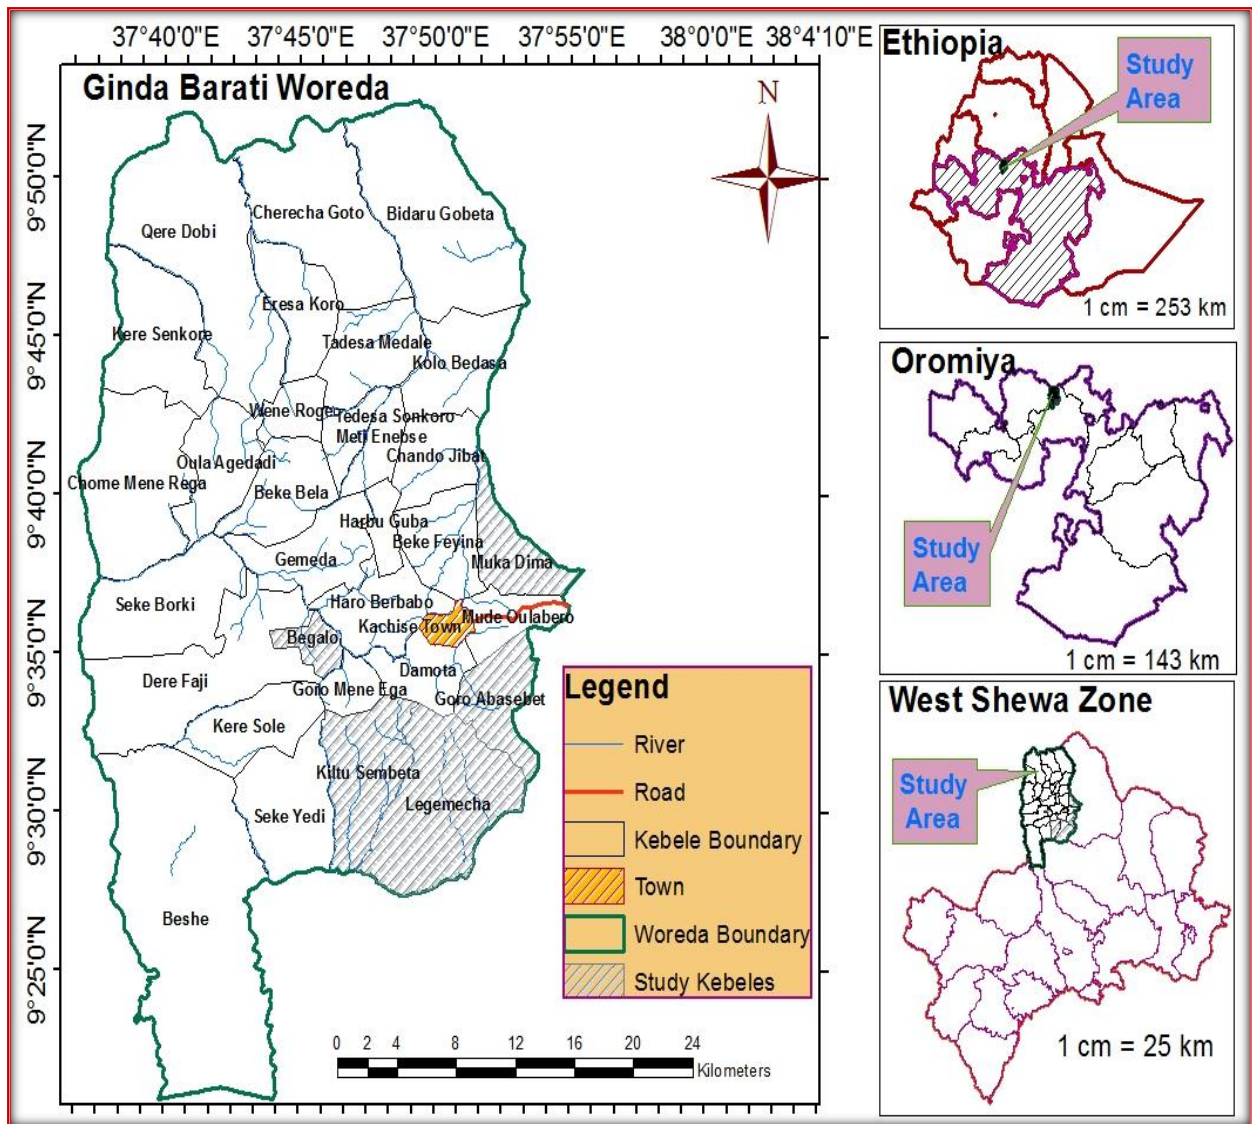 37°40'0"E 37°45'0"E 37°50'0"E 37°55'0"E 38°0'0"E 38°4'10"E
Ginda Barati Woreda
N
9°50'0"N
9°45'0"N
9°40'0"N
9°35'0"N
9°30'0"N
9°25'0"N
Cherecha Goto
Bidaru Gobeta
Qere Dobi
Eresa Koro
Kere Senkore
Tadesa Medale
Kolo Bedasa
Wene Roge
Tedesa Sonkoro
Meti Enebse
Chando Jibat
Oula Agedadi
Chome Mene Rega
Beke Bela
Harbu Guba
Beke Feyina
Gemeda
Muka Dima
Seke Borki
Haro Berbabo
Kachise Town
Mude Oulabero
Begalo
Damota
Dere Faji
Goro Mene Ega
Goro Abasebet
Kere Sole
Kiltu Sembeta
Legemecha
Seke Yedi
Beshe
Legend
River
Road
Kebele Boundary
Town
Woreda Boundary
Study Kebeles
0 2 4 8 12 16 20 24
Kilometers
Ethiopia
Study
Area
1 cm = 253 km
Oromiya
Study
Area
1 cm = 143 km
West Shewa Zone
Study
Area
1 cm = 25 km